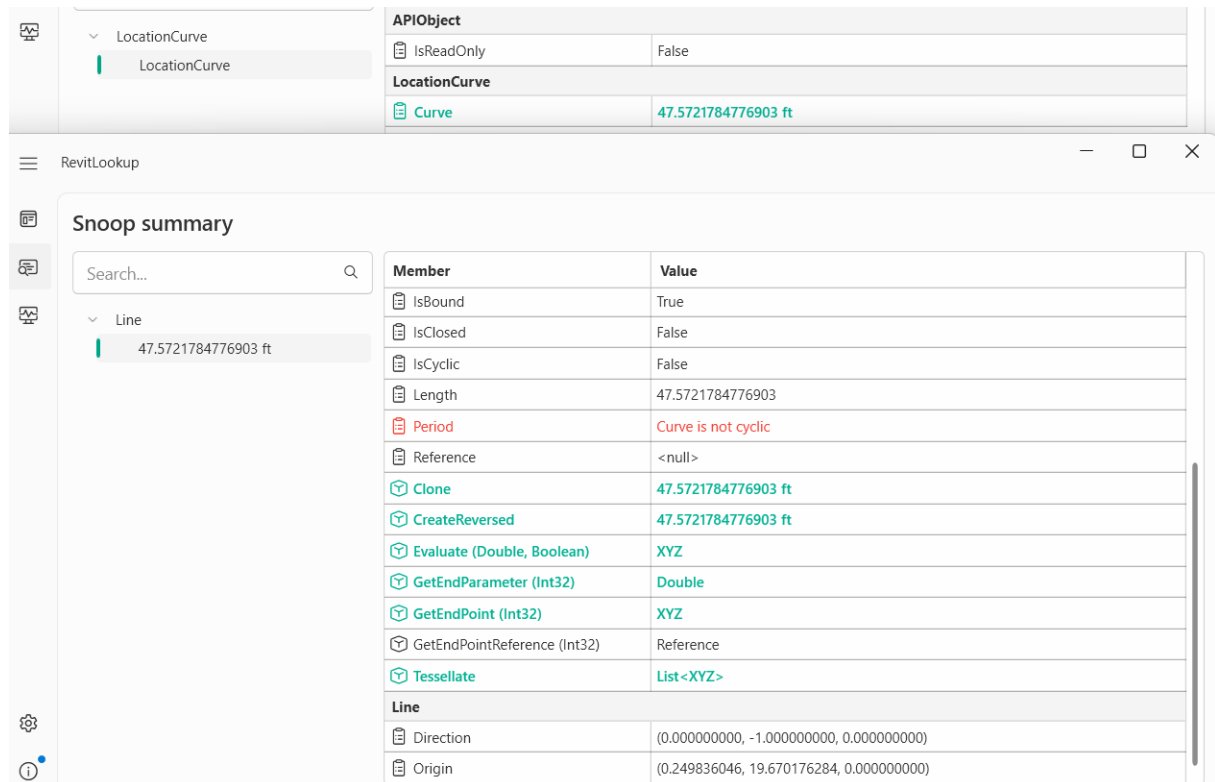 APIObject
LocationCurve
IsReadOnly False
LocationCurve
LocationCurve
Curve 47.5721784776903 ft
RevitLookup
Snoop summary
Search...
Member Value
IsBound True
Line
IsClosed False
47.5721784776903 ft
IsCyclic False
Length 47.5721784776903
Period Curve is not cyclic
Reference <null>
Clone 47.5721784776903 ft
CreateReversed 47.5721784776903 ft
Evaluate (Double, Boolean) XYZ
GetEndParameter (Int32) Double
GetEndPoint (Int32) XYZ
GetEndPointReference (Int32) Reference
Tessellate List<XYZ>
Line
Direction (0.000000000, -1.000000000, 0.000000000)
Origin (0.249836046, 19.670176284, 0.000000000)